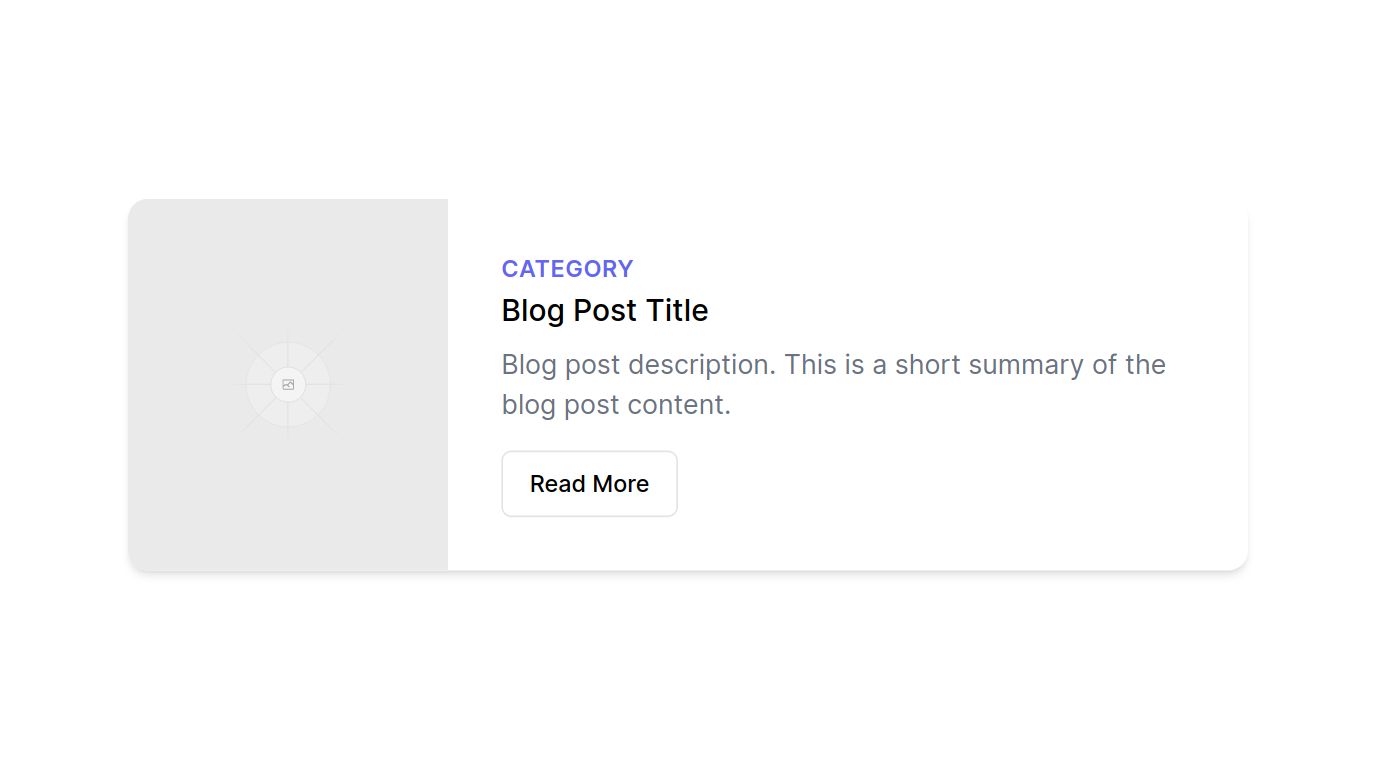 CATEGORY
Blog Post Title
Blog post description. This is a short summary of the
blog post content.
Read More